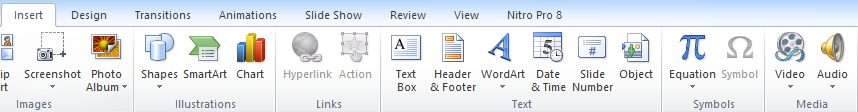 Insert Design Transitions Animations Slide Show Review View Nitro Pro 8
ip Screenshot Photo Shapes SmartArt Chart Hyperlink Action Text Header WordArt Date Slide Object Equation Symbol Video Audio
rt Album Box & Footer & Time Number
Images Illustrations Links Text Symbols Media